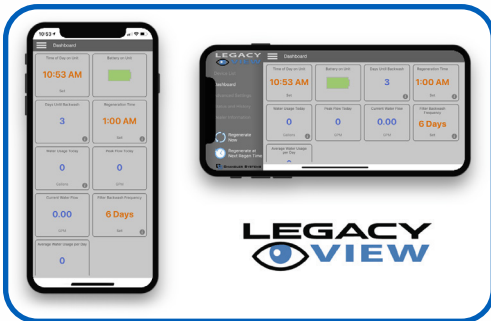 10:53
Dashboard
Time of Day on Unit
10:53 AM
Set
Battery on Unit
Days Until Backwash
3
Regeneration Time
1:00 AM
Set
Water Usage Today
0
Gallons
Peak Flow Today
0
GPM
Current Water Flow
0.00
GPM
Filter Backwash Frequency
6 Days
Set
Average Water Usage per Day
0
LEGACY
VIEW
Dashboard
Device List
Dashboard
Regenerate
Now
Regenerate at
Next Regen Time
Time of Day on Unit
10:53 AM
Set
Battery on Unit
Days Until Backwash
3
Regeneration Time
1:00 AM
Set
Water Usage Today
0
Gallons
Peak Flow Today
0
GPM
Current Water Flow
0.00
GPM
Filter Backwash
Frequency
6 Days
Set
Average Water Usage
per Day
LEGACY
VIEW